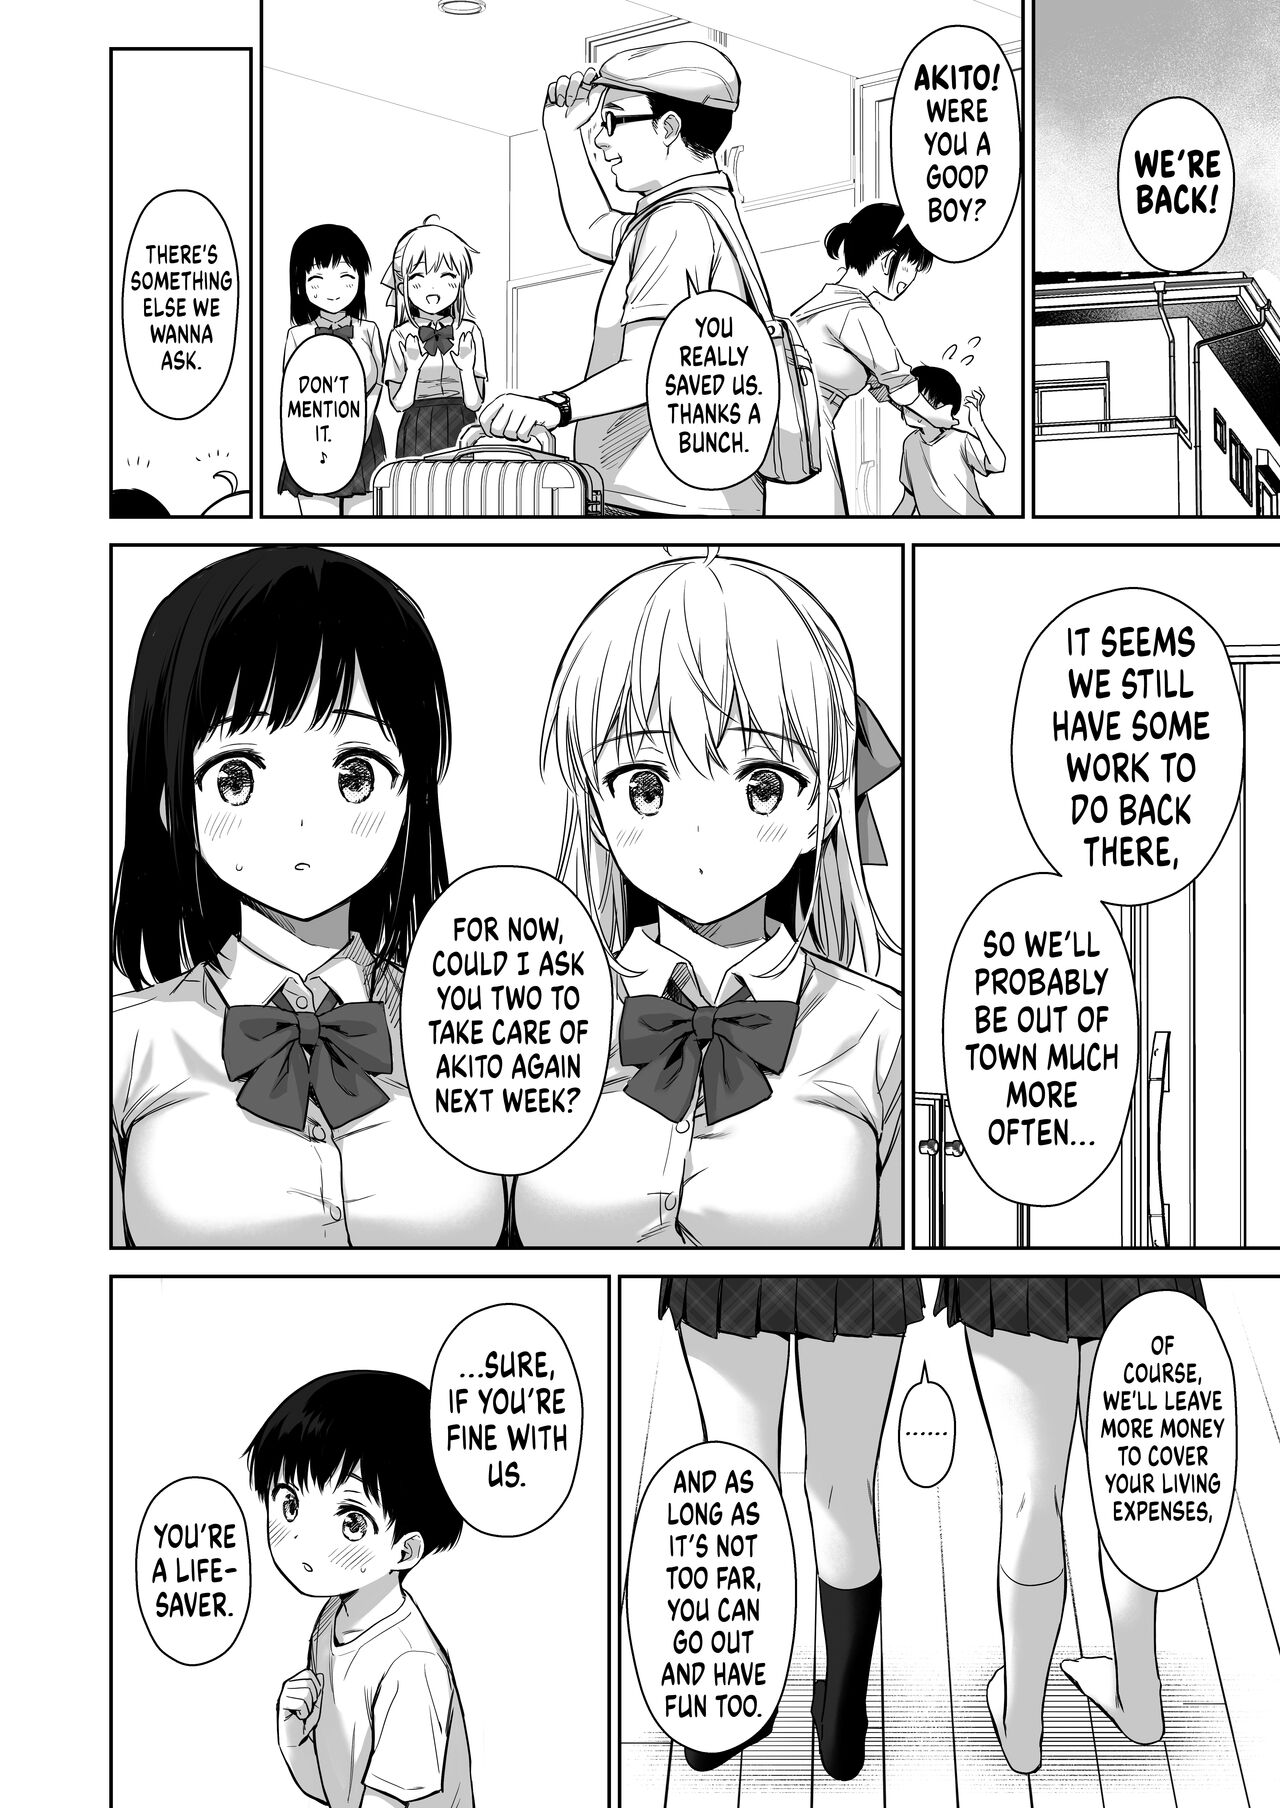 WE'RE
BACK!
AKITO!
WERE
YOU A
GOOD
BOY?
YOU
REALLY
SAVED US.
THANKS A
BUNCH.
DON'T
MENTION
IT.
♪
THERE'S
SOMETHING
ELSE WE
WANNA
ASK.
IT SEEMS
WE STILL
HAVE SOME
WORK TO
DO BACK
THERE,
SO WE'LL
PROBABLY
BE OUT OF
TOWN MUCH
MORE
OFTEN...
FOR NOW,
COULD I ASK
YOU TWO TO
TAKE CARE OF
AKITO AGAIN
NEXT WEEK?
OF
COURSE,
WE'LL LEAVE
MORE MONEY
TO COVER
YOUR LIVING
EXPENSES,
......
AND AS
LONG AS
IT'S NOT
TOO FAR,
YOU CAN
GO OUT
AND HAVE
FUN TOO.
...SURE,
IF YOU'RE
FINE WITH
US.
YOU'RE
A LIFE-
SAVER.